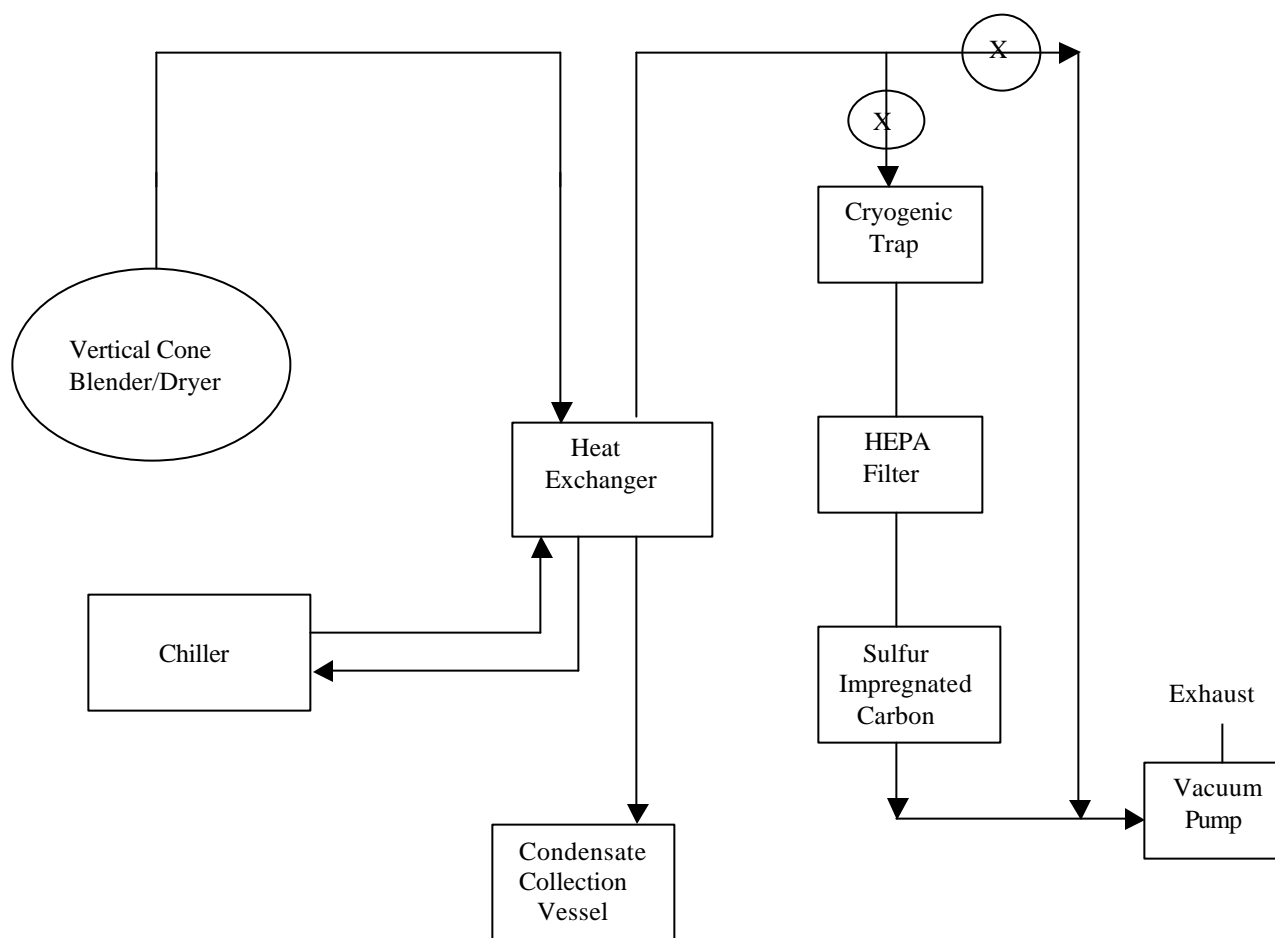 X
X
Cryogenic
Trap
Vertical Cone
Blender/Dryer
Heat
Exchanger
HEPA
Filter
Chiller
Sulfur
Impregnated
Carbon
Exhaust
Vacuum
Pump
Condensate
Collection
Vessel